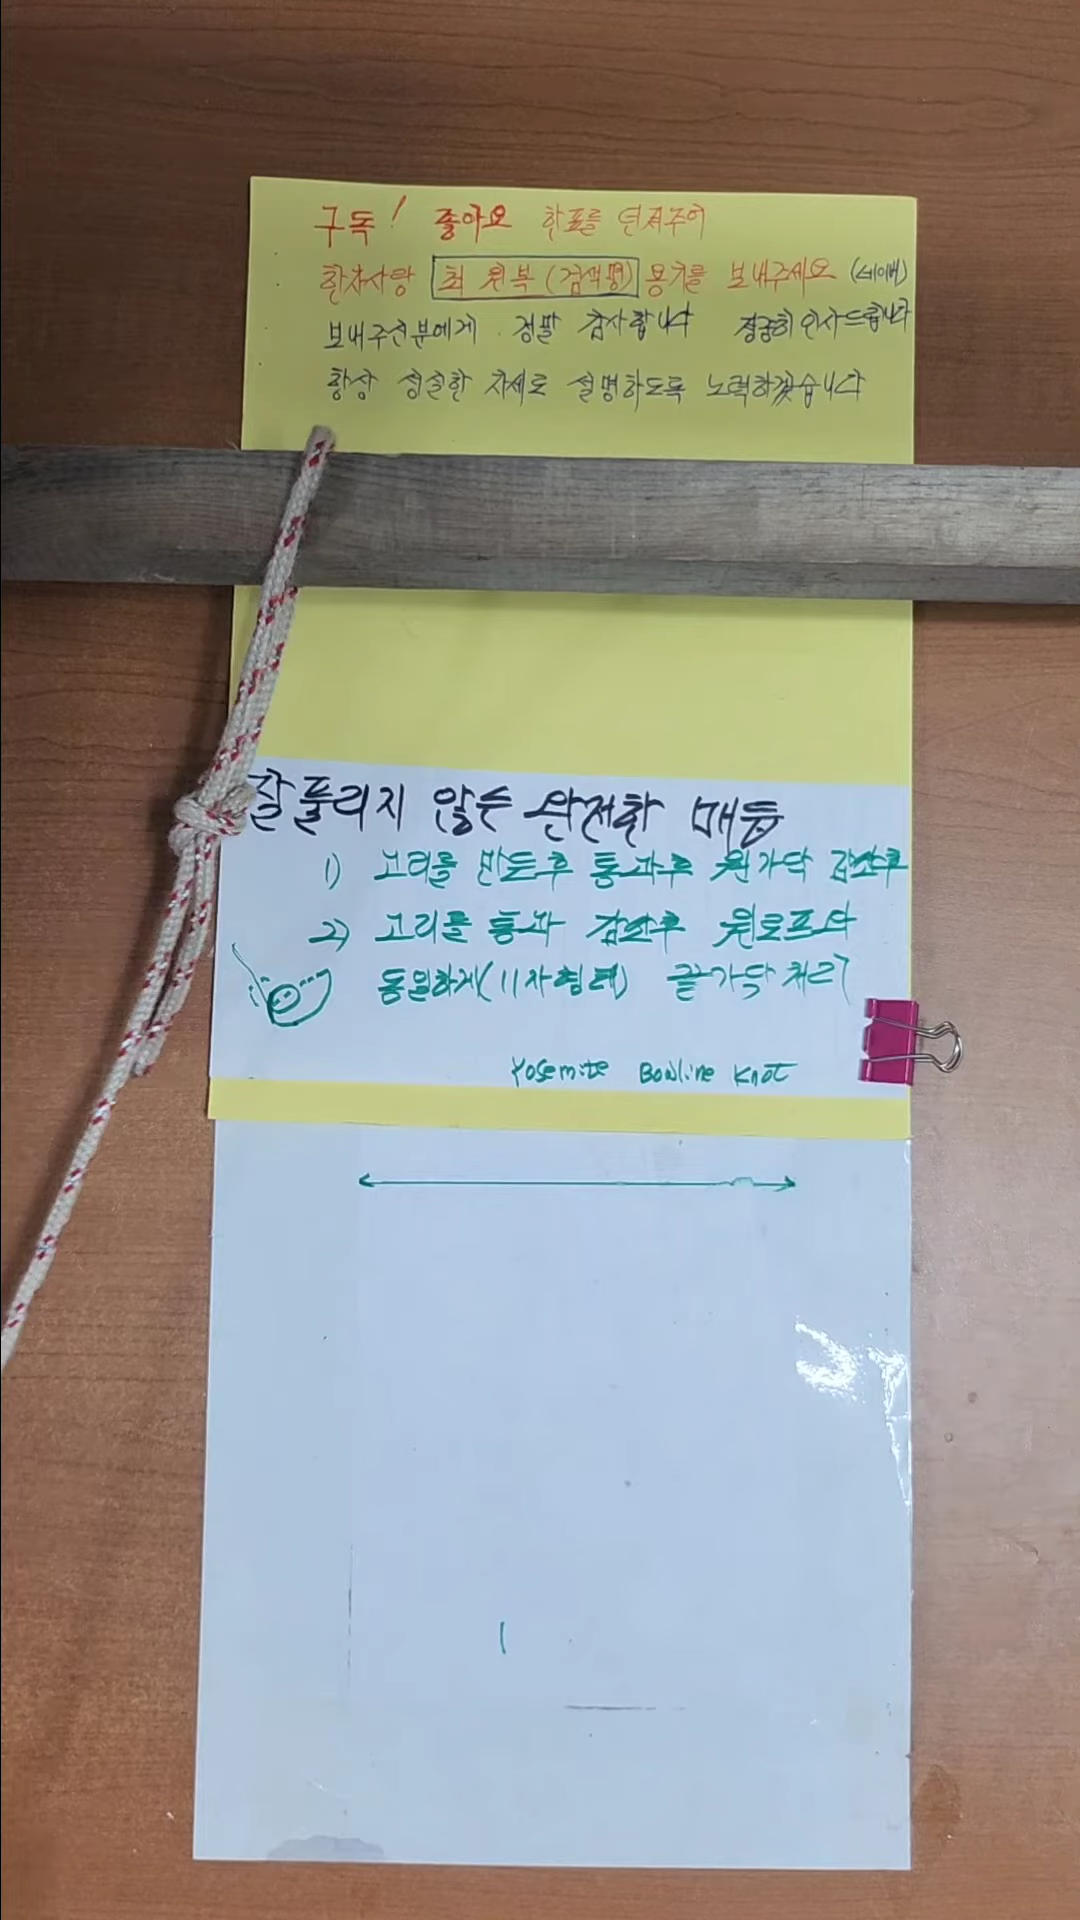 구독! 좋아요 한표를 던져주어
한자사랑 최원복(검색명) 용기를 보내주세요 (네이버)
보내주신분에게. 정말 감사합니다 정중히 인사드립니다
항상 성실한 자세로 설명하도록 노력하겠습니다
잘풀리지 않는 완전한 매듭
1) 고리를 만든후 통과후 원가닥 감싼후
2) 고리를 통과 감싼후 원로프와
동일하게(11자형태) 끝가닥 처리
Yosemite Bowline Knot